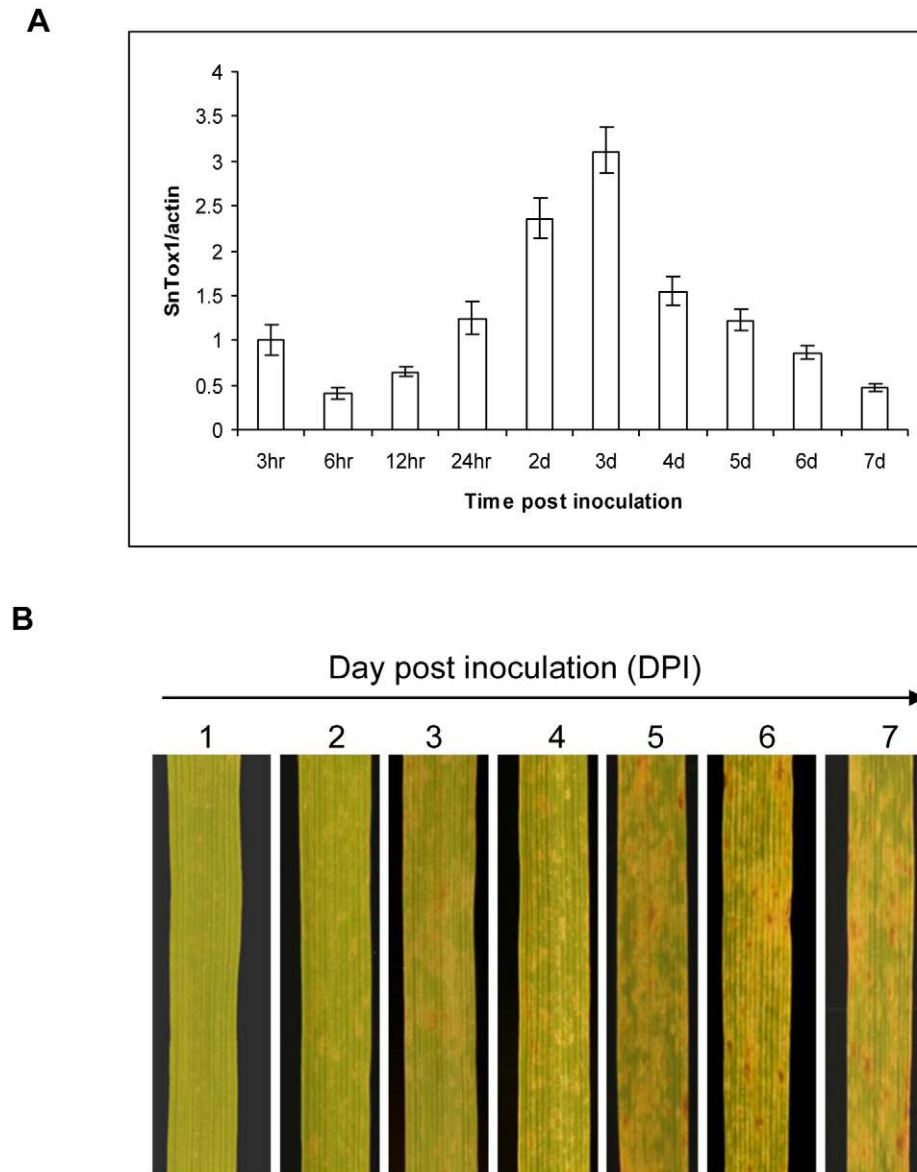 A
4
3.5
3
2.5
2
1.5
1
0.5
0
SnTox1/actin
3hr 6hr 12hr 24hr 2d 3d 4d 5d 6d 7d
Time post inoculation
B
Day post inoculation (DPI)
1 2 3 4 5 6 7